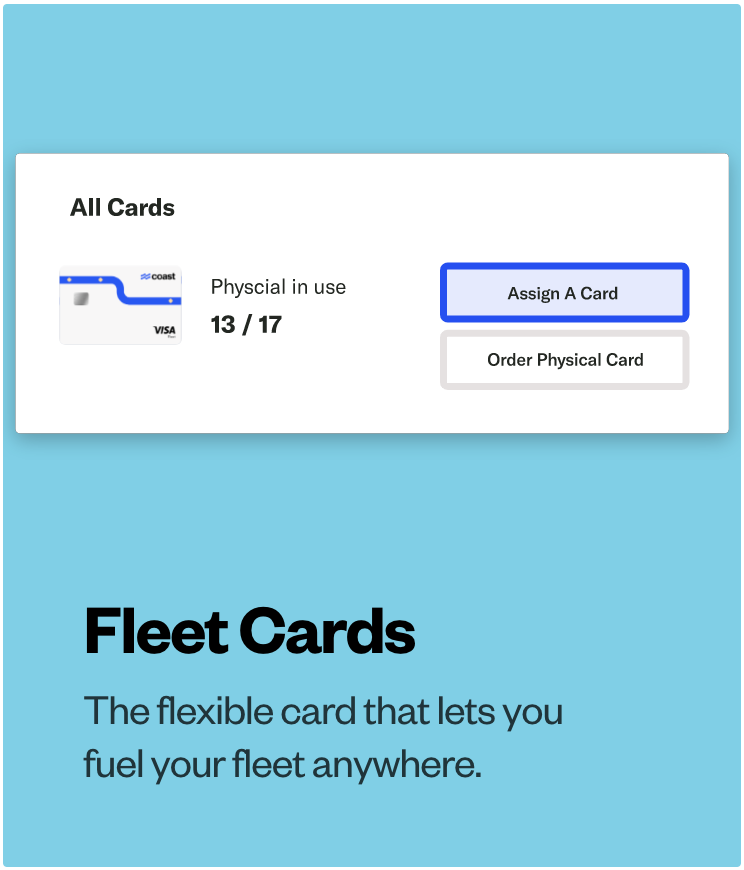 All Cards
coast
VISA
Physcial in use
13 / 17
Assign A Card
Order Physical Card
Fleet Cards
The flexible card that lets you
fuel your fleet anywhere.